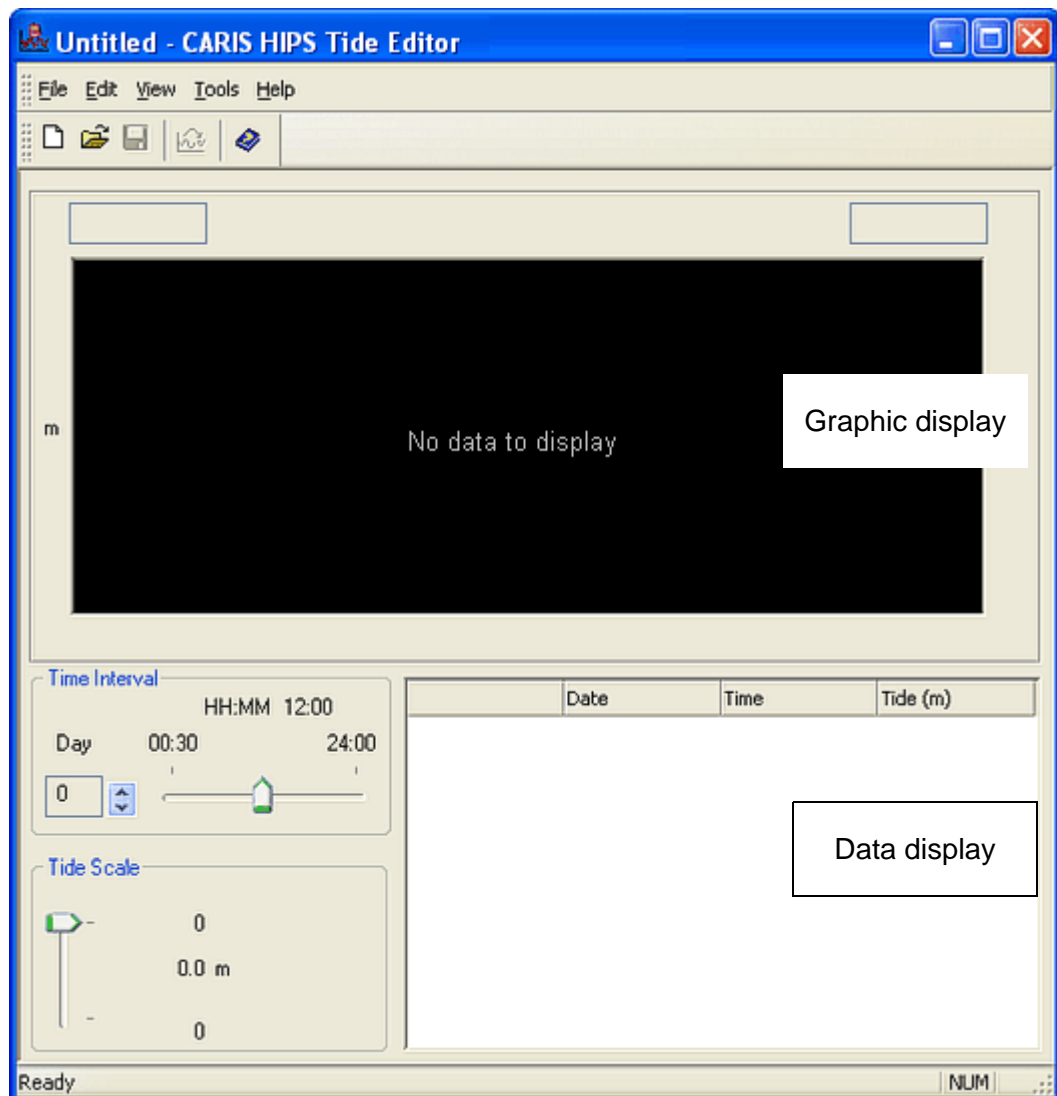 Untitled - CARIS HIPS Tide Editor
File Edit View Tools Help
m
No data to display
Graphic display
Time Interval
HH:MM 12:00
Day 00:30 24:00
0
Date Time Tide (m)
Data display
Tide Scale
0
0.0 m
0
Ready NUM